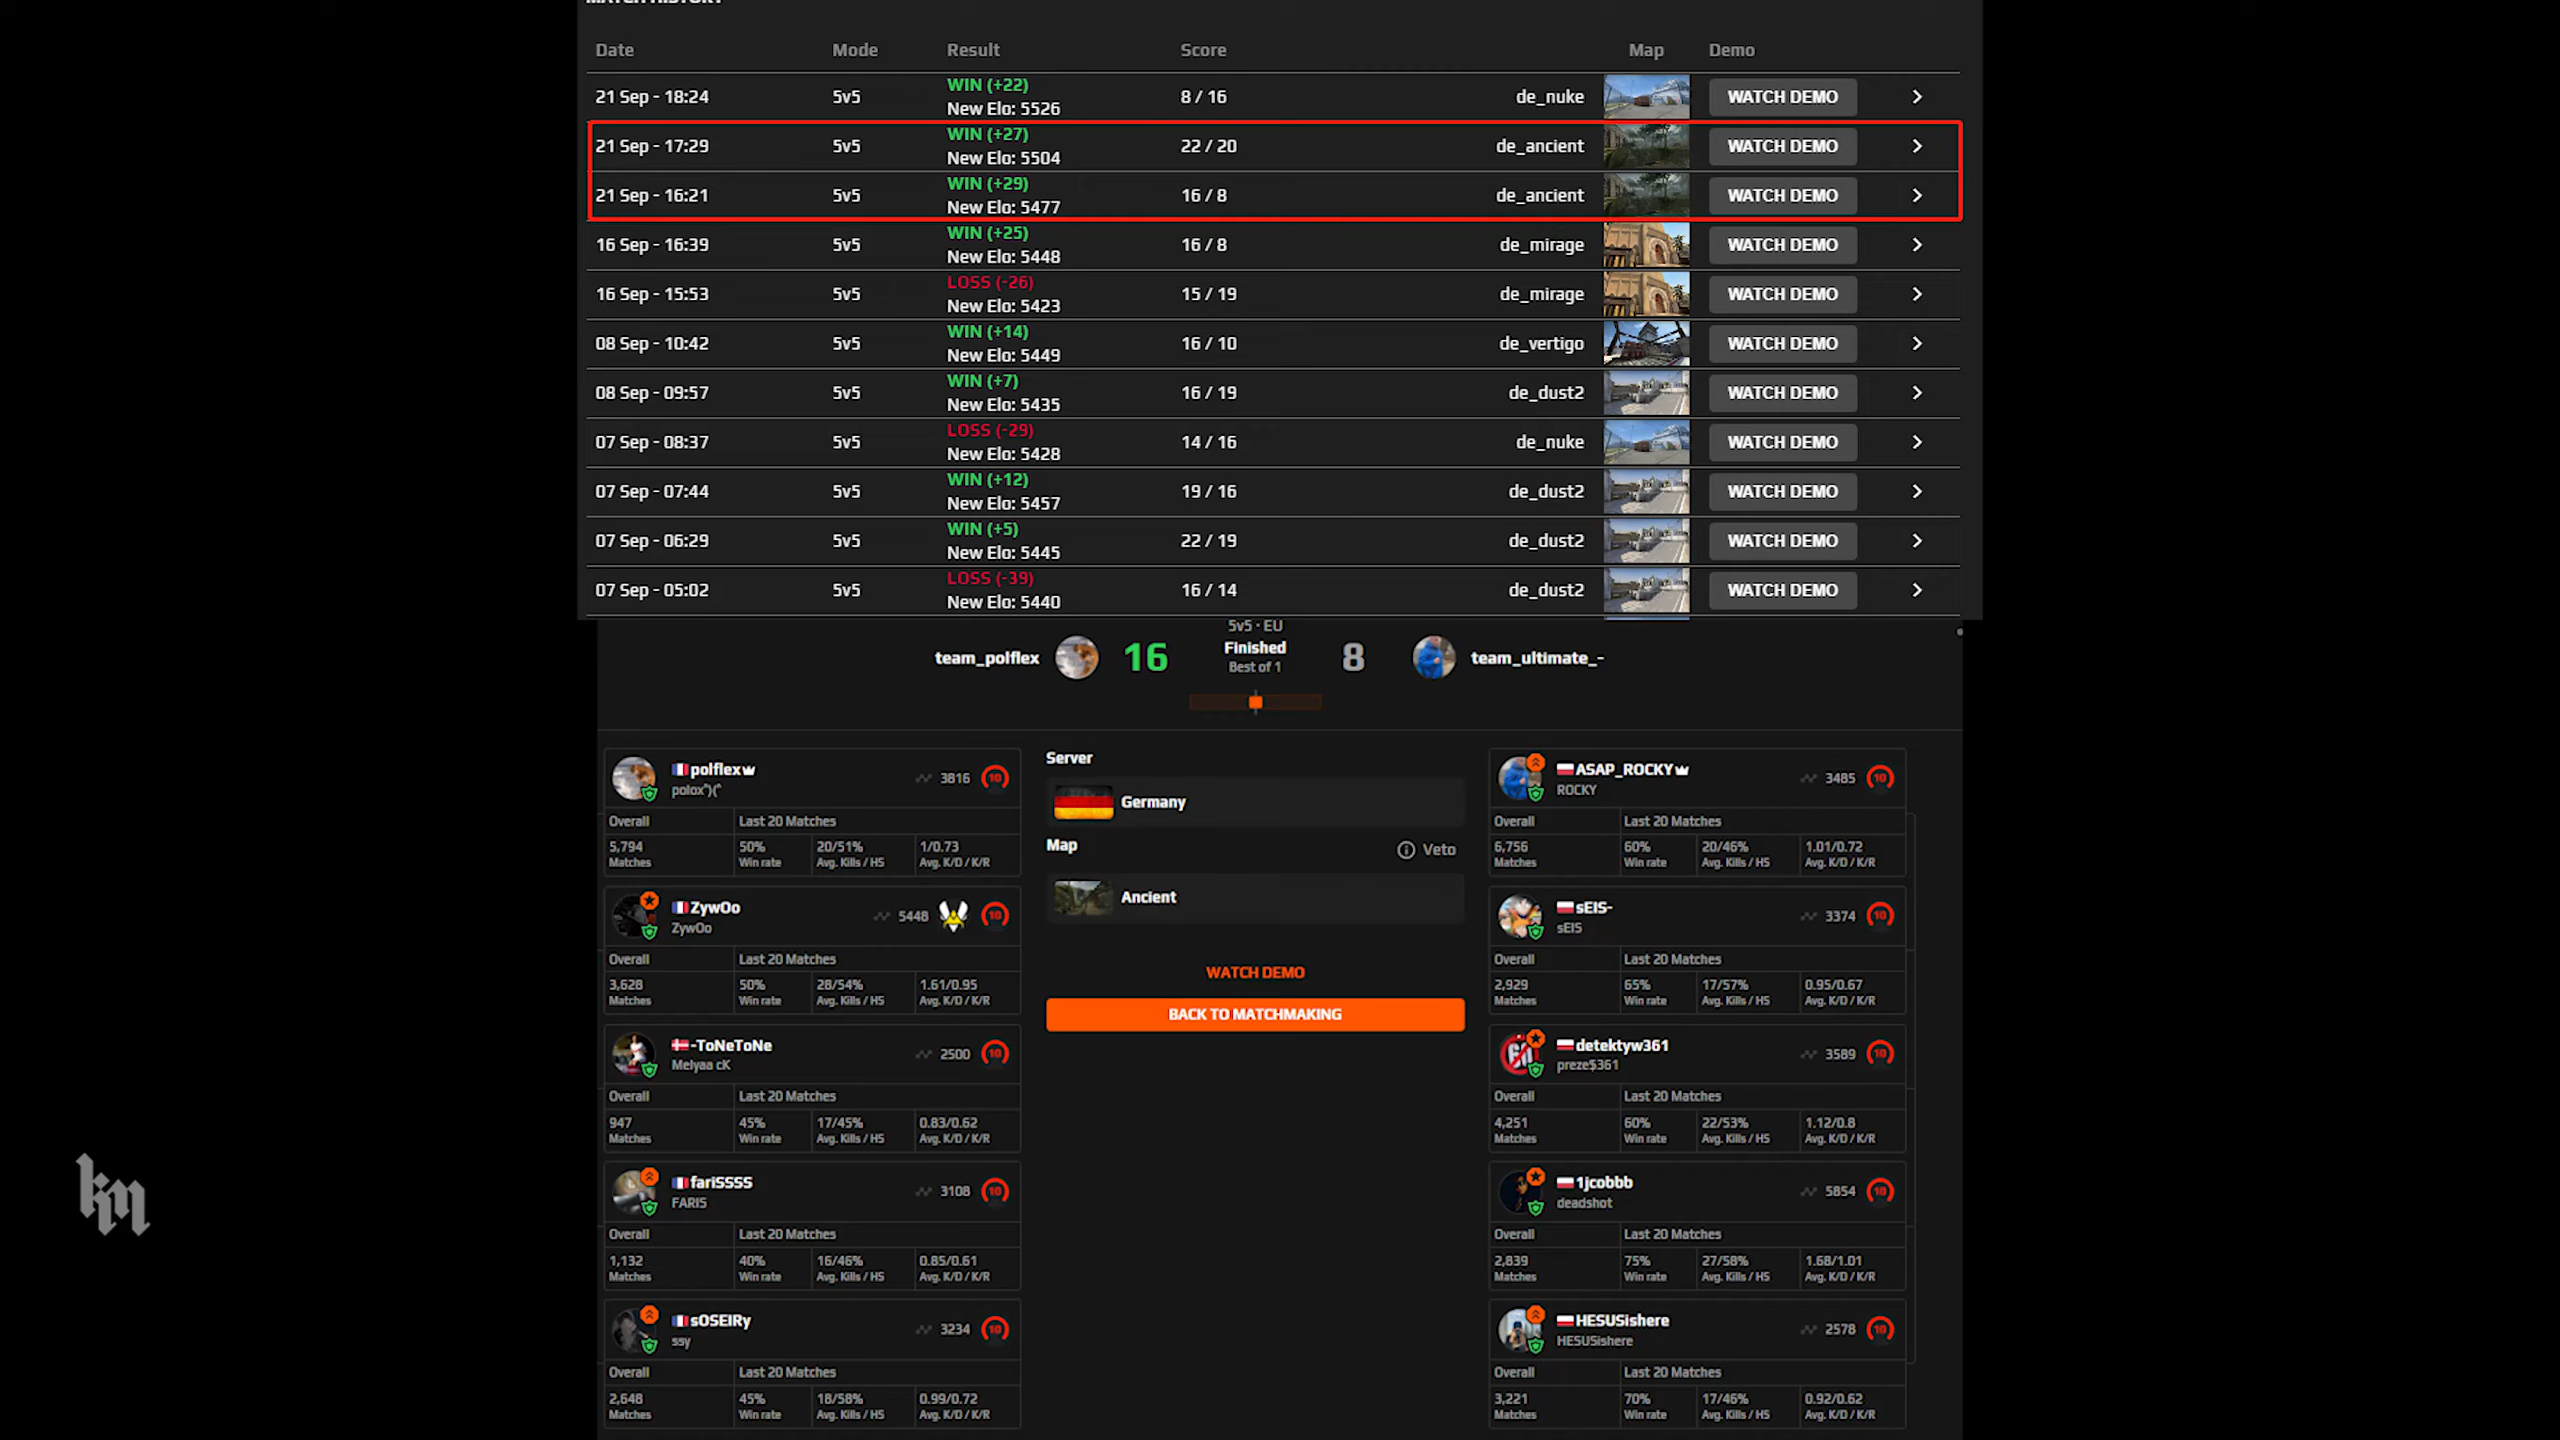 MATCH HISTORY
Date Mode Result Score Map Demo
21 Sep - 18:24 5v5 WIN (+22) New Elo: 5526 8 / 16 de_nuke WATCH DEMO
21 Sep - 17:29 5v5 WIN (+27) New Elo: 5504 22 / 20 de_ancient WATCH DEMO
21 Sep - 16:21 5v5 WIN (+29) New Elo: 5477 16 / 8 de_ancient WATCH DEMO
16 Sep - 16:39 5v5 WIN (+25) New Elo: 5448 16 / 8 de_mirage WATCH DEMO
16 Sep - 15:53 5v5 LOSS (-26) New Elo: 5423 15 / 19 de_mirage WATCH DEMO
08 Sep - 10:42 5v5 WIN (+14) New Elo: 5449 16 / 10 de_vertigo WATCH DEMO
08 Sep - 09:57 5v5 WIN (+7) New Elo: 5435 16 / 19 de_dust2 WATCH DEMO
07 Sep - 08:37 5v5 LOSS (-29) New Elo: 5428 14 / 16 de_nuke WATCH DEMO
07 Sep - 07:44 5v5 WIN (+12) New Elo: 5457 19 / 16 de_dust2 WATCH DEMO
07 Sep - 06:29 5v5 WIN (+5) New Elo: 5445 22 / 19 de_dust2 WATCH DEMO
07 Sep - 05:02 5v5 LOSS (-39) New Elo: 5440 16 / 14 de_dust2 WATCH DEMO
5v5 · EU
team_polflex 16 Finished 8 team_ultimate_-
Best of 1
polflex 3816 10
polox°)(°
Overall Last 20 Matches
5,794 50% 20/51% 1/0.73
Matches Win rate Avg. Kills / HS Avg. K/D / K/R
ZywOo 5448 10
ZywOo
Overall Last 20 Matches
3,628 50% 28/54% 1.61/0.95
Matches Win rate Avg. Kills / HS Avg. K/D / K/R
-ToNeToNe 2500 10
Melyaa cK
Overall Last 20 Matches
947 45% 17/45% 0.83/0.62
Matches Win rate Avg. Kills / HS Avg. K/D / K/R
fariSSSS 3108 10
FARIS
Overall Last 20 Matches
1,132 40% 16/46% 0.85/0.61
Matches Win rate Avg. Kills / HS Avg. K/D / K/R
sOSEIRy 3234 10
ssy
Overall Last 20 Matches
2,648 45% 18/58% 0.99/0.72
Matches Win rate Avg. Kills / HS Avg. K/D / K/R
Server
Germany
Map Veto
Ancient
WATCH DEMO
BACK TO MATCHMAKING
ASAP_ROCKY 3485 10
ROCKY
Overall Last 20 Matches
6,756 60% 20/46% 1.01/0.72
Matches Win rate Avg. Kills / HS Avg. K/D / K/R
sEIS- 3374 10
sEIS
Overall Last 20 Matches
2,929 65% 17/57% 0.95/0.67
Matches Win rate Avg. Kills / HS Avg. K/D / K/R
detektyw361 3589 10
preze$361
Overall Last 20 Matches
4,251 60% 22/53% 1.12/0.8
Matches Win rate Avg. Kills / HS Avg. K/D / K/R
1jcobbb 5854 10
deadshot
Overall Last 20 Matches
2,839 75% 27/58% 1.68/1.01
Matches Win rate Avg. Kills / HS Avg. K/D / K/R
HESUSishere 2578 10
HESUSishere
Overall Last 20 Matches
3,221 70% 17/46% 0.92/0.62
Matches Win rate Avg. Kills / HS Avg. K/D / K/R
kn